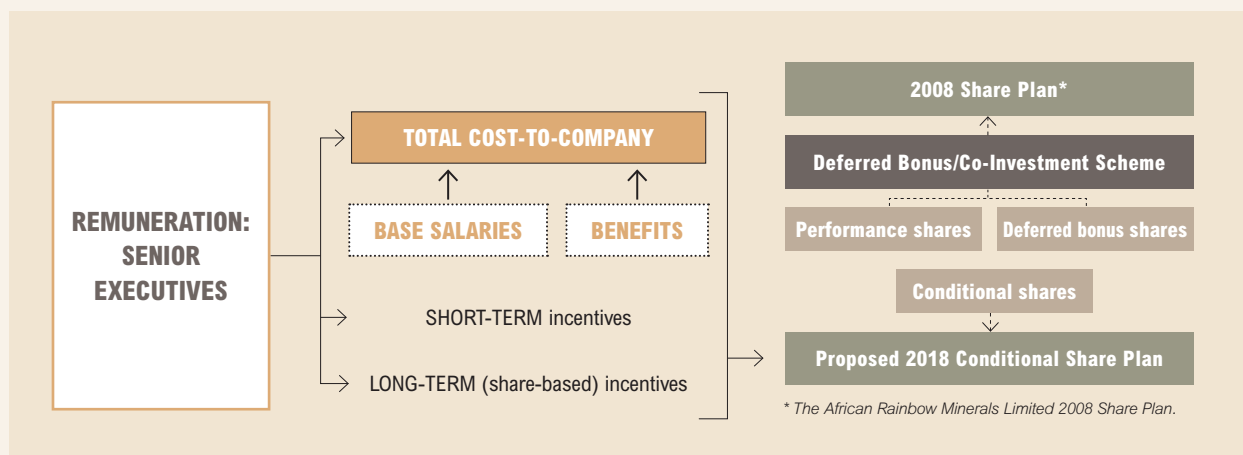 REMUNERATION:
SENIOR
EXECUTIVES
TOTAL COST-TO-COMPANY
BASE SALARIES
BENEFITS
SHORT-TERM incentives
LONG-TERM (share-based) incentives
2008 Share Plan*
Deferred Bonus/Co-Investment Scheme
Performance shares
Deferred bonus shares
Conditional shares
Proposed 2018 Conditional Share Plan
* The African Rainbow Minerals Limited 2008 Share Plan.